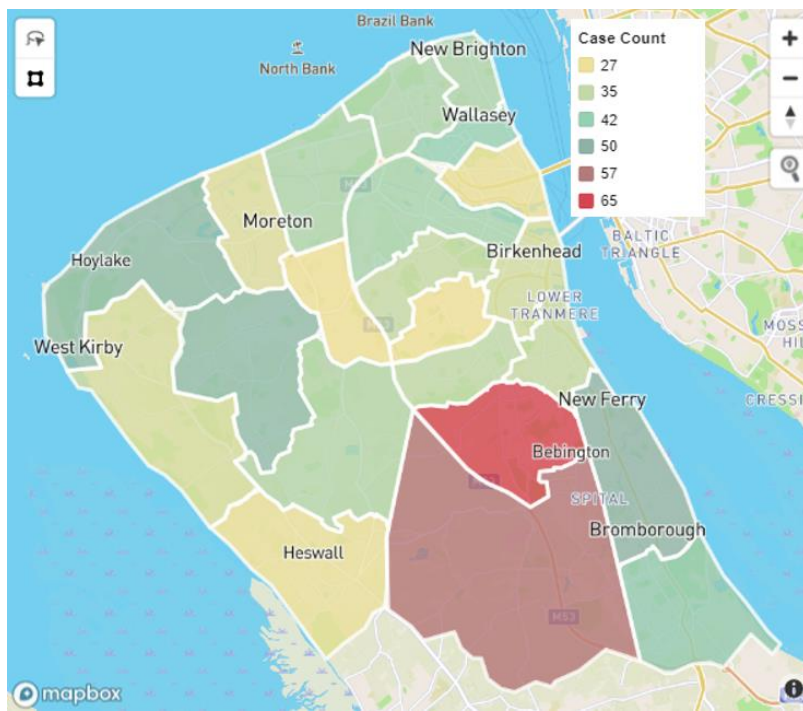 Brazil Bank
New Brighton
North Bank
Wallasey
Case Count
27
35
42
50
57
65
Moreton
Hoylake
Birkenhead
BALTIC
TRIANGLE
LOWER
TRANMERE
West Kirby
New Ferry
Bebington
SPITAL
Bromborough
Heswall
M53
mapbox